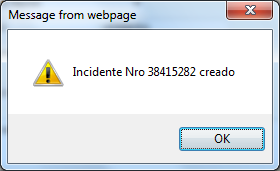 Message from webpage
Incidente Nro 38415282 creado
OK